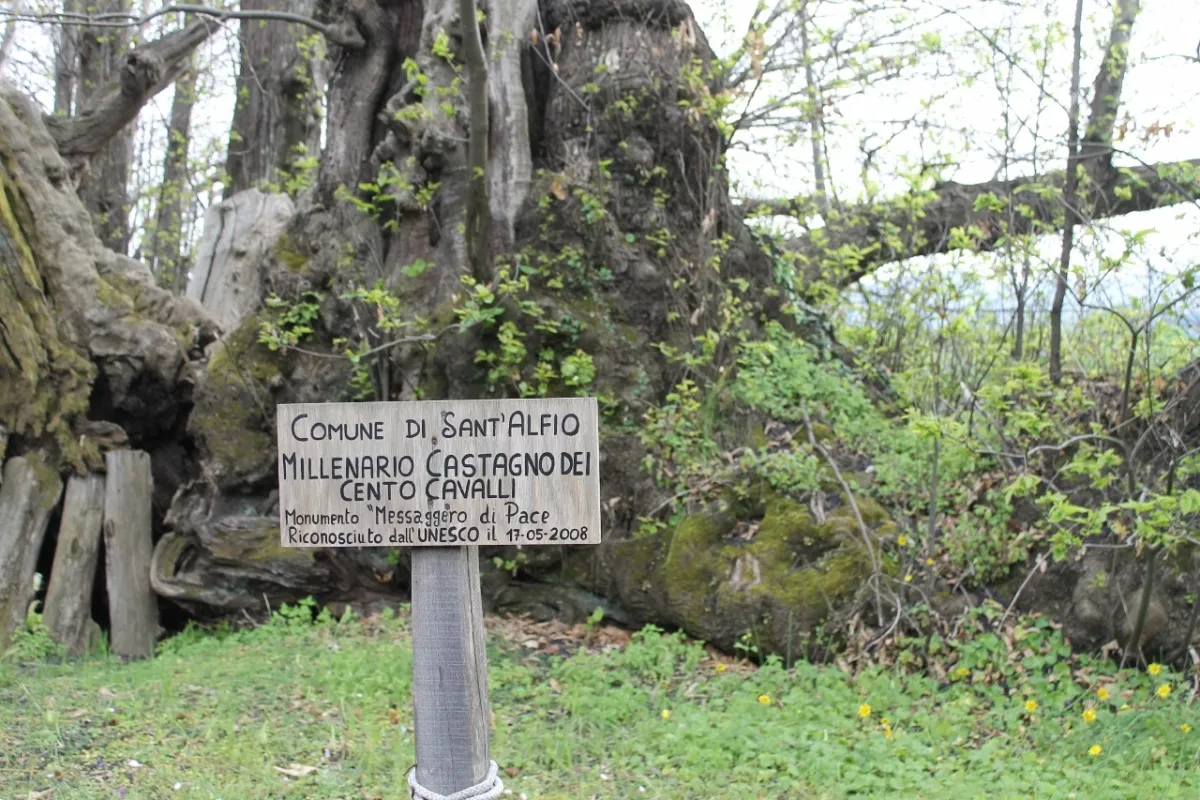 COMUNE DI SANT'ALFIO
MILLENARIO CASTAGNO DEI
CENTO CAVALLI
Monumento "Messaggero di Pace
Riconosciuto dall'UNESCO il 17-05-2008